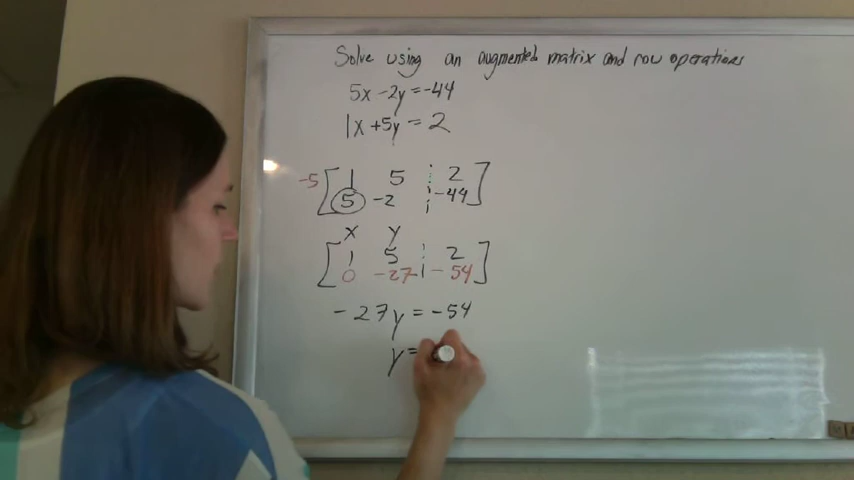 Solve using an augmented matrix and row operations
5x - 2y = -44
1x + 5y = 2
-5 [ 1 5 ¦ 2 ]
[ 5 -2 ¦ -44 ]
x y
[ 1 5 ¦ 2 ]
[ 0 -27 ¦ -54 ]
-27y = -54
y =